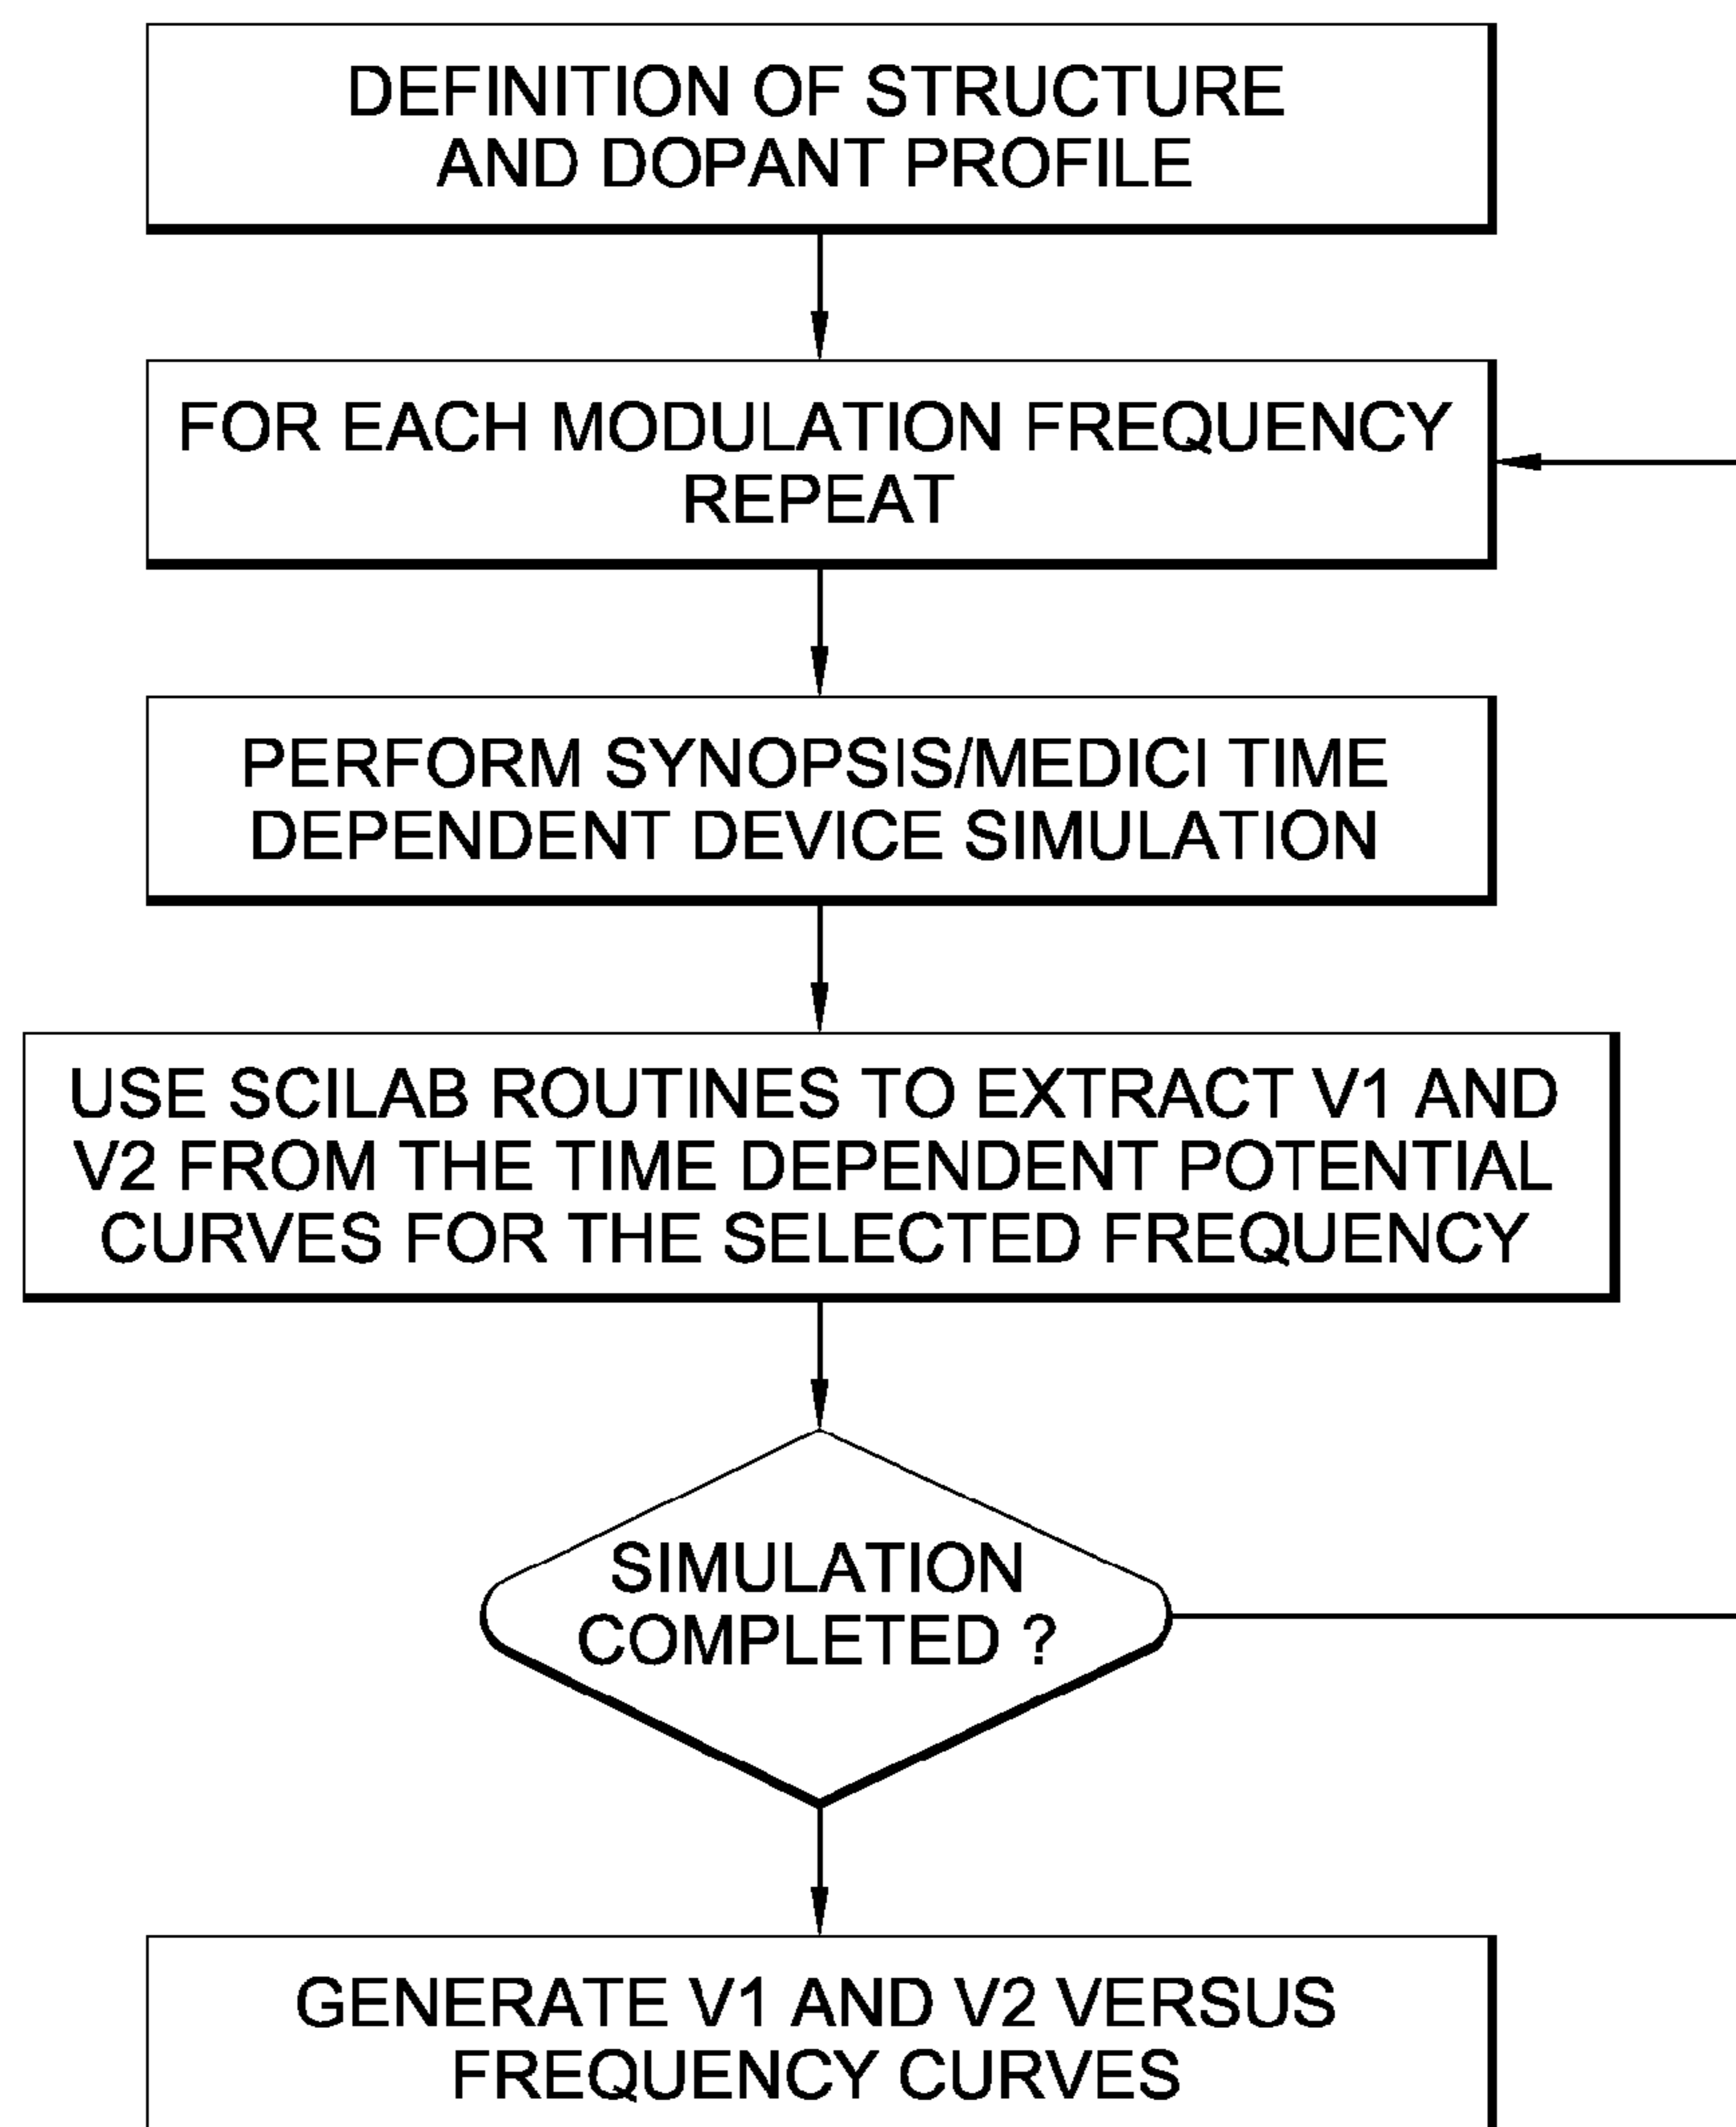 DEFINITION OF STRUCTURE
AND DOPANT PROFILE
FOR EACH MODULATION FREQUENCY
REPEAT
PERFORM SYNOPSIS/MEDICI TIME
DEPENDENT DEVICE SIMULATION
USE SCILAB ROUTINES TO EXTRACT V1 AND
V2 FROM THE TIME DEPENDENT POTENTIAL
CURVES FOR THE SELECTED FREQUENCY
SIMULATION
COMPLETED ?
GENERATE V1 AND V2 VERSUS
FREQUENCY CURVES